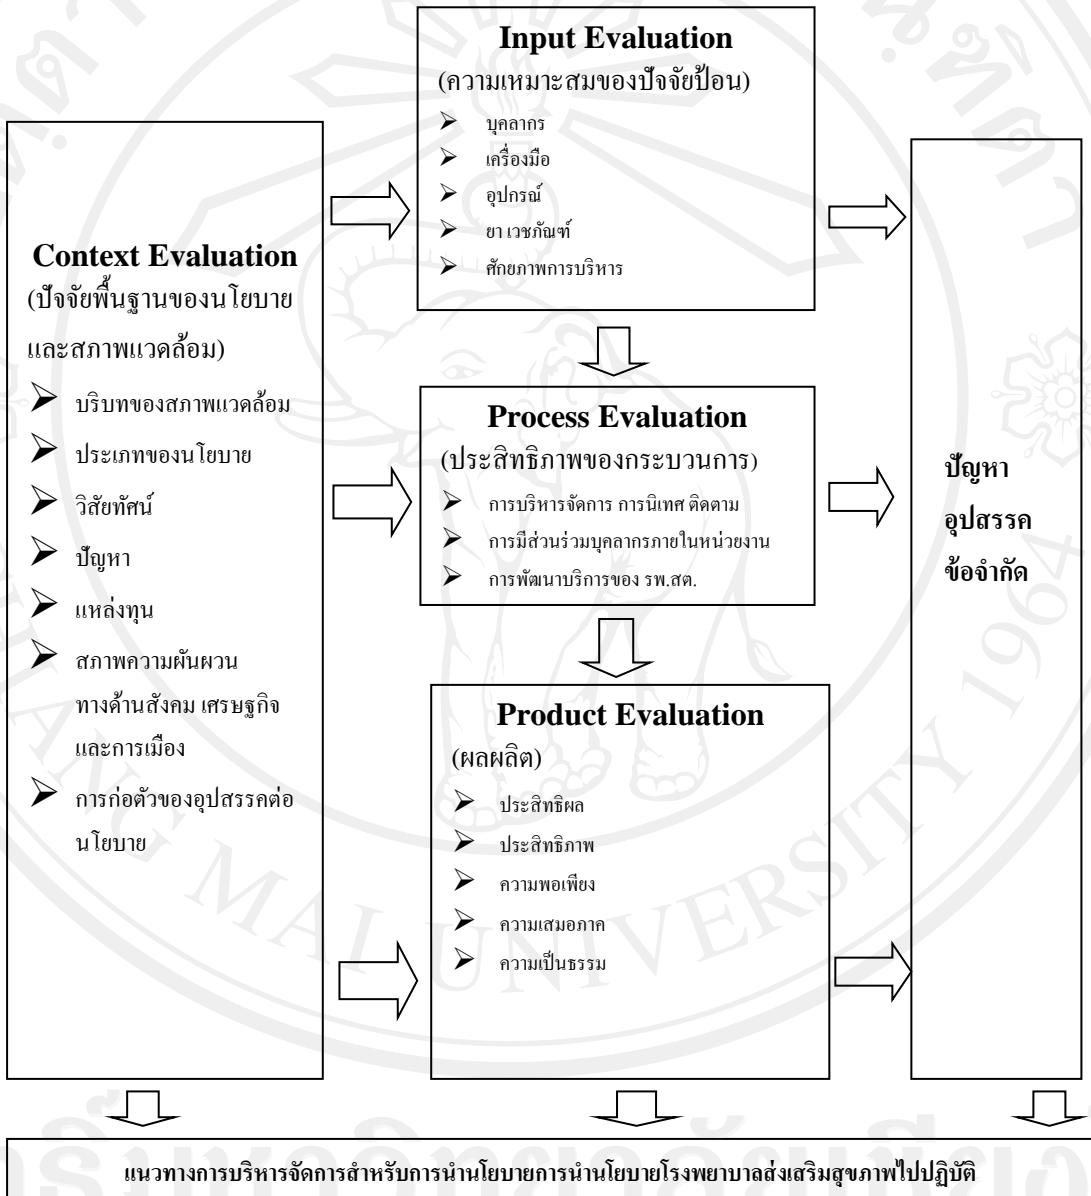 Input Evaluation
(ความเหมาะสมของปัจจัยป้อน)
➢ บุคลากร
➢ เครื่องมือ
➢ อุปกรณ์
➢ ยา เวชภัณฑ์
➢ ศักยภาพการบริหาร
Context Evaluation
(ปัจจัยพื้นฐานของนโยบาย
และสภาพแวดล้อม)
➢ บริบทของสภาพแวดล้อม
➢ ประเภทของนโยบาย
➢ วิสัยทัศน์
➢ ปัญหา
➢ แหล่งทุน
➢ สภาพความผันผวน
ทางด้านสังคม เศรษฐกิจ
และการเมือง
➢ การก่อตัวของอุปสรรคต่อ
นโยบาย
Process Evaluation
(ประสิทธิภาพของกระบวนการ)
➢ การบริหารจัดการ การนิเทศ ติดตาม
➢ การมีส่วนร่วมบุคลากรภายในหน่วยงาน
➢ การพัฒนาบริการของ รพ.สต.
Product Evaluation
(ผลผลิต)
➢ ประสิทธิผล
➢ ประสิทธิภาพ
➢ ความพอเพียง
➢ ความเสมอภาค
➢ ความเป็นธรรม
ปัญหา
อุปสรรค
ข้อจำกัด
แนวทางการบริหารจัดการสำหรับการนำนโยบายการนำนโยบายโรงพยาบาลส่งเสริมสุขภาพไปปฏิบัติ
ANG MAI UNIVERSITY 1964